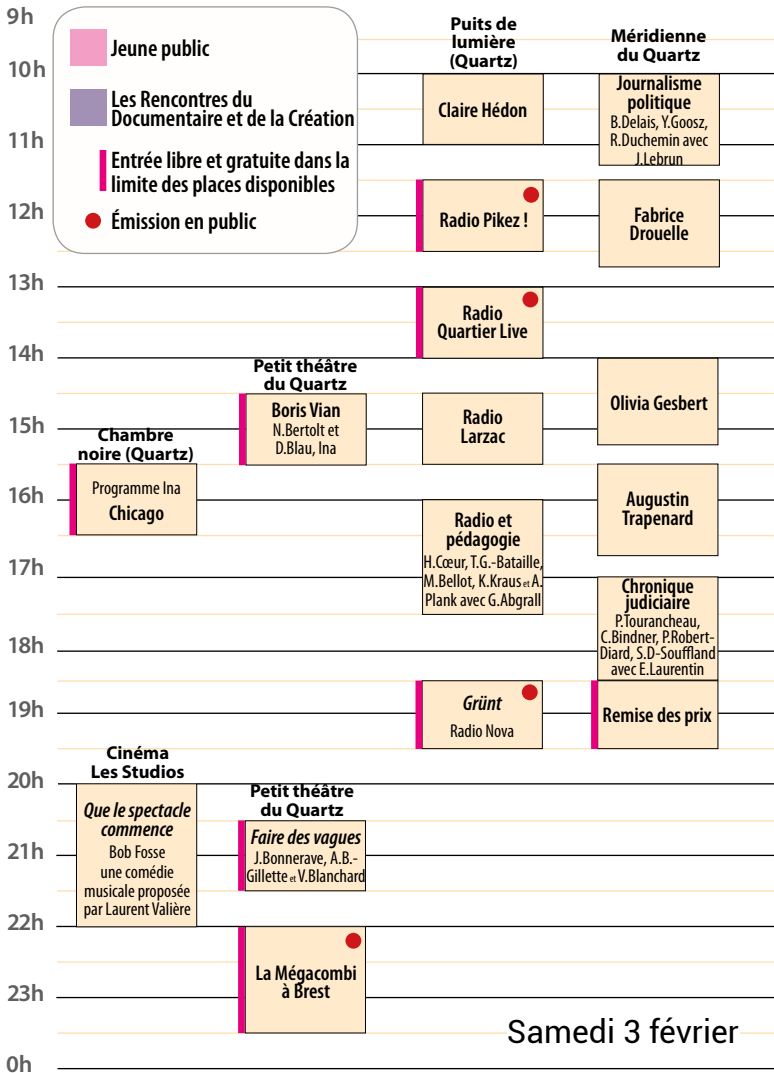 9h
10h
11h
12h
13h
14h
15h
16h
17h
18h
19h
20h
21h
22h
23h
0h
Jeune public
Les Rencontres du
Documentaire et de la Création
Entrée libre et gratuite dans la
limite des places disponibles
Émission en public
Chambre
noire (Quartz)
Programme Ina
Chicago
Cinéma
Les Studios
Que le spectacle
commence
Bob Fosse
une comédie
musicale proposée
par Laurent Valière
Petit théâtre
du Quartz
Boris Vian
N.Bertolt et
D.Blau, Ina
Petit théâtre
du Quartz
Faire des vagues
J.Bonnerave, A.B.-
Gillette et V.Blanchard
La Mégacombi
à Brest
Puits de
lumière
(Quartz)
Claire Hédon
Radio Pikez !
Radio
Quartier Live
Radio
Larzac
Radio et
pédagogie
H.Cœur, T.G.-Bataille,
M.Bellot, K.Kraus et A.
Plank avec G.Abgrall
Grünt
Radio Nova
Méridienne
du Quartz
Journalisme
politique
B.Delais, Y.Goosz,
R.Duchemin avec
J.Lebrun
Fabrice
Drouelle
Olivia Gesbert
Augustin
Trapenard
Chronique
judiciaire
P.Tourancheau,
C.Bindner, P.Robert-
Diard, S.D-Souffland
avec E.Laurentin
Remise des prix
Samedi 3 février